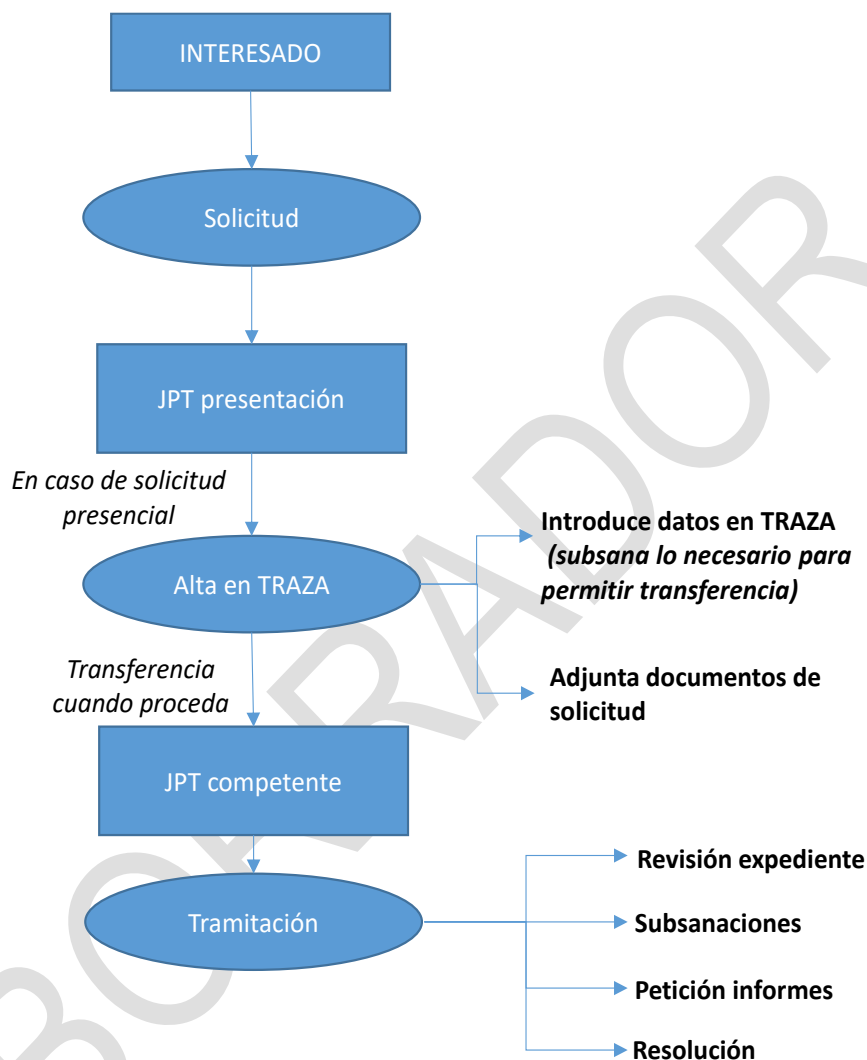 INTERESADO
Solicitud
JPT presentación
En caso de solicitud
presencial
Alta en TRAZA
Introduce datos en TRAZA
(subsana lo necesario para
permitir transferencia)
Adjunta documentos de
solicitud
Transferencia
cuando proceda
JPT competente
Tramitación
Revisión expediente
Subsanaciones
Petición informes
Resolución
BORRADOR